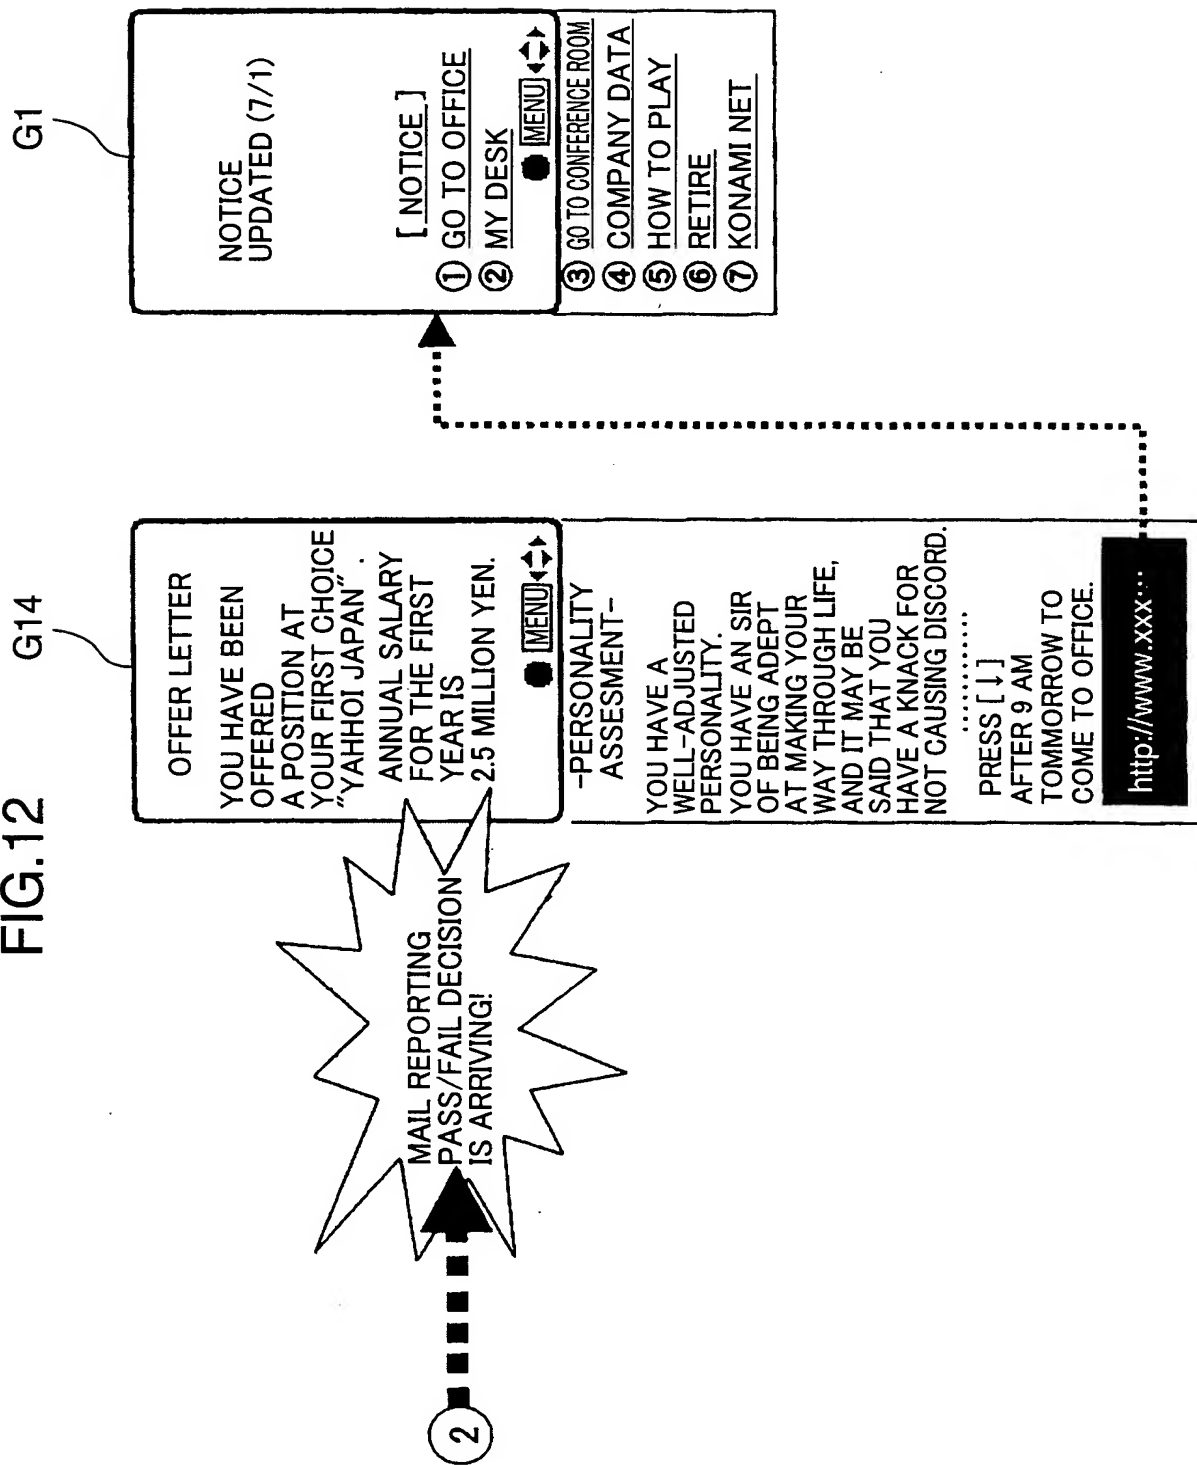 FIG.12
2
MAIL REPORTING
PASS/FAIL DECISION
IS ARRIVING!
G14
OFFER LETTER
YOU HAVE BEEN
OFFERED
A POSITION AT
YOUR FIRST CHOICE
"YAHHOI JAPAN".
ANNUAL SALARY
FOR THE FIRST
YEAR IS
2.5 MILLION YEN.
MENU
-PERSONALITY
ASSESMENT-
YOU HAVE A
WELL-ADJUSTED
PERSONALITY.
YOU HAVE AN SIR
OF BEING ADEPT
AT MAKING YOUR
WAY THROUGH LIFE,
AND IT MAY BE
SAID THAT YOU
HAVE A KNACK FOR
NOT CAUSING DISCORD.
............
PRESS [↓]
AFTER 9 AM
TOMMORROW TO
COME TO OFFICE.
http://www.xxx...
G1
NOTICE
UPDATED (7/1)
[ NOTICE ]
① GO TO OFFICE
② MY DESK
MENU
③ GO TO CONFERENCE ROOM
④ COMPANY DATA
⑤ HOW TO PLAY
⑥ RETIRE
⑦ KONAMI NET